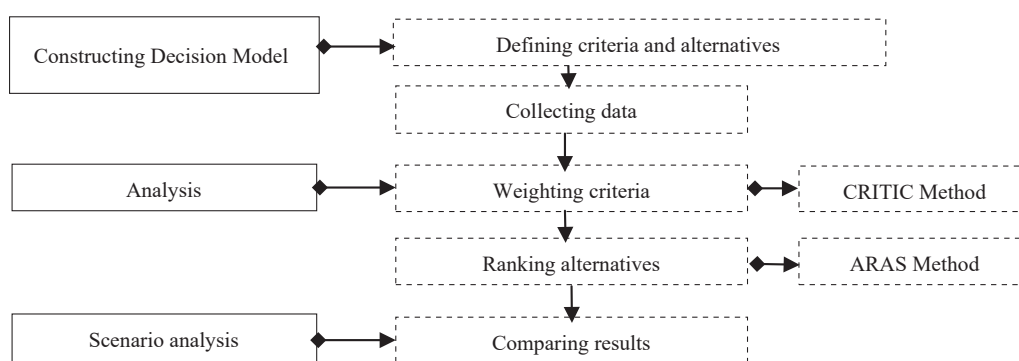 Constructing Decision Model
Defining criteria and alternatives
Collecting data
Analysis
Weighting criteria
CRITIC Method
Ranking alternatives
ARAS Method
Scenario analysis
Comparing results